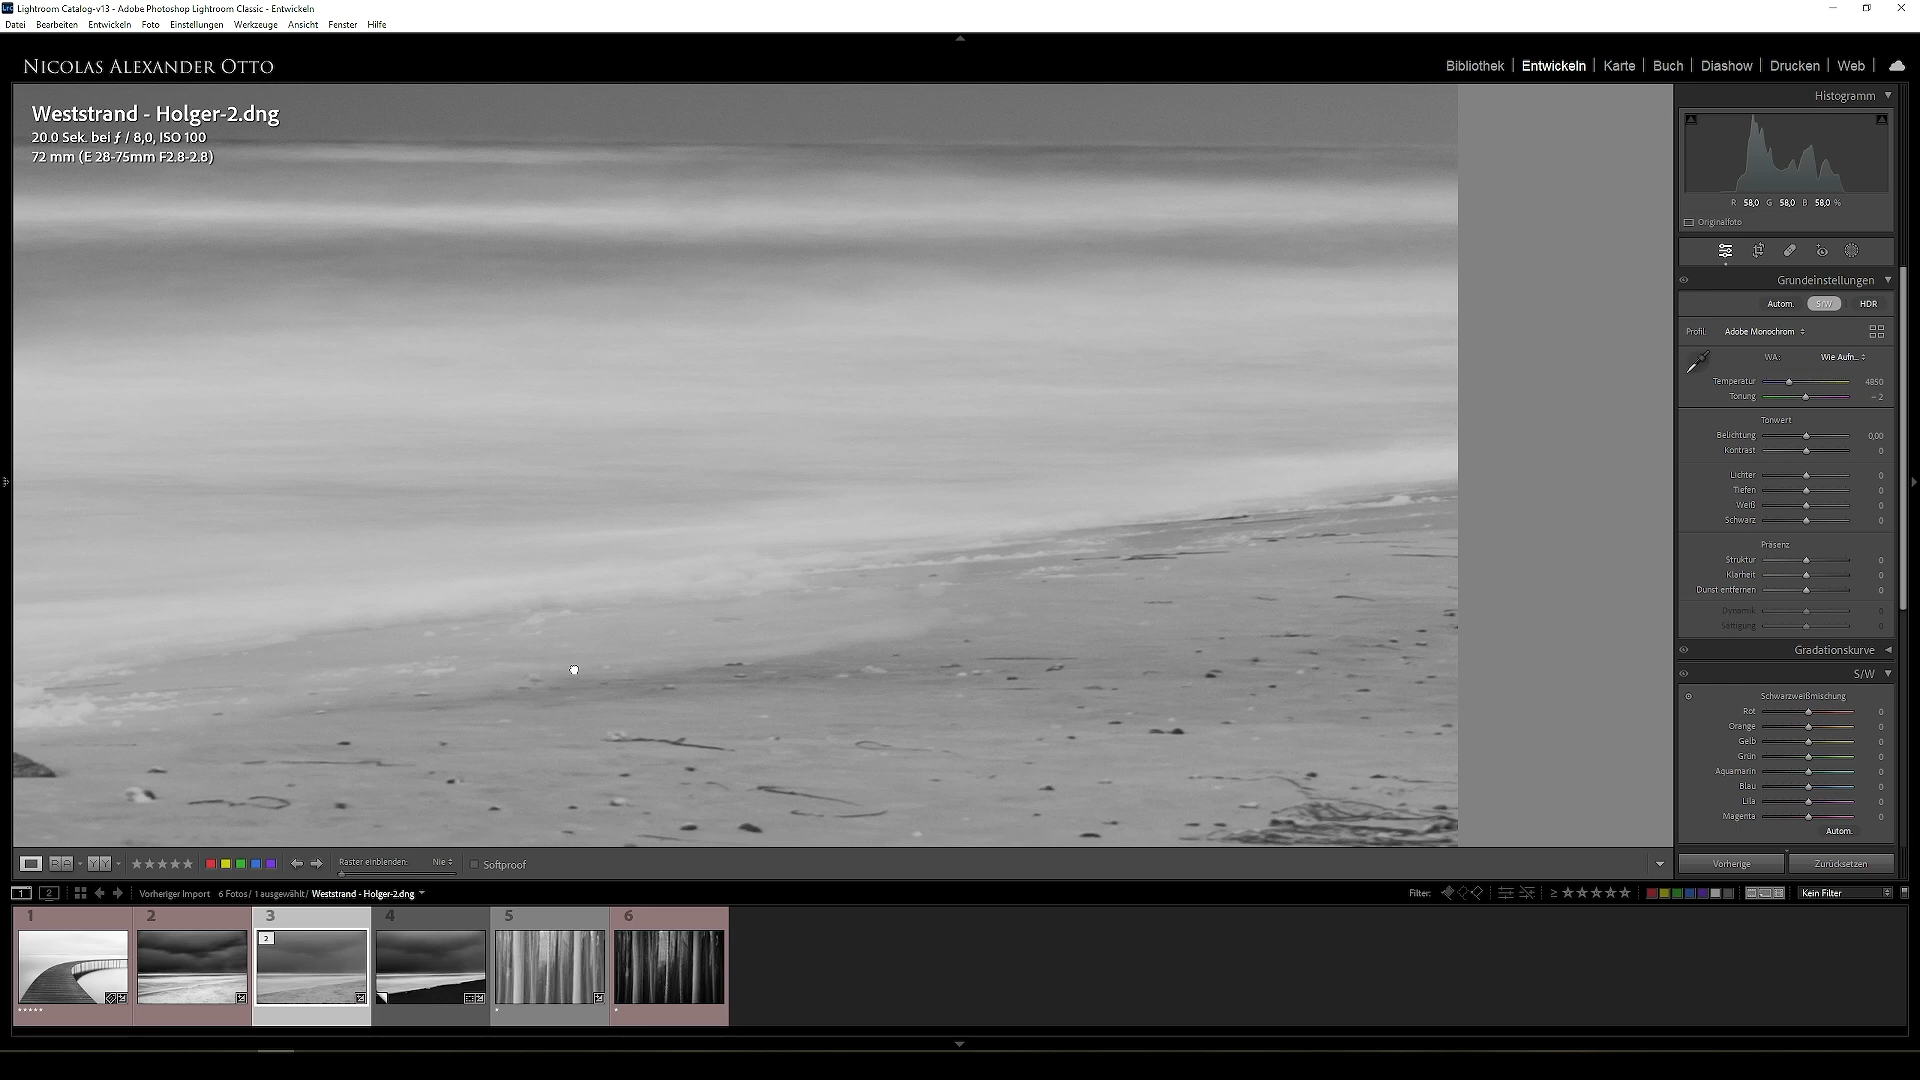 Lightroom Catalog-v13 - Adobe Photoshop Lightroom Classic - Entwickeln
Datei Bearbeiten Entwickeln Foto Einstellungen Werkzeuge Ansicht Fenster Hilfe
Nicolas Alexander Otto
Bibliothek | Entwickeln | Karte | Buch | Diashow | Drucken | Web |
Weststrand - Holger-2.dng
20.0 Sek. bei ƒ / 8,0, ISO 100
72 mm (E 28-75mm F2.8-2.8)
Histogramm
R 58,0 G 58,0 B 58,0 %
Originalfoto
Grundeinstellungen
Autom. S/W HDR
Profil: Adobe Monochrom
WA: Wie Aufn...
Temperatur 4850
Tonung - 2
Tonwert
Belichtung 0,00
Kontrast 0
Lichter 0
Tiefen 0
Weiß 0
Schwarz 0
Präsenz
Struktur 0
Klarheit 0
Dunst entfernen 0
Dynamik 0
Sättigung 0
Gradationskurve
S/W
Schwarzweißmischung
Rot 0
Orange 0
Gelb 0
Grün 0
Aquamarin 0
Blau 0
Lila 0
Magenta 0
Autom.
Vorherige Zurücksetzen
R A Y Y Raster einblenden: Nie Softproof
1 2 Vorheriger Import 6 Fotos/ 1 ausgewählt/ Weststrand - Holger-2.dng Filter: Kein Filter
1 2 3 4 5 6
2